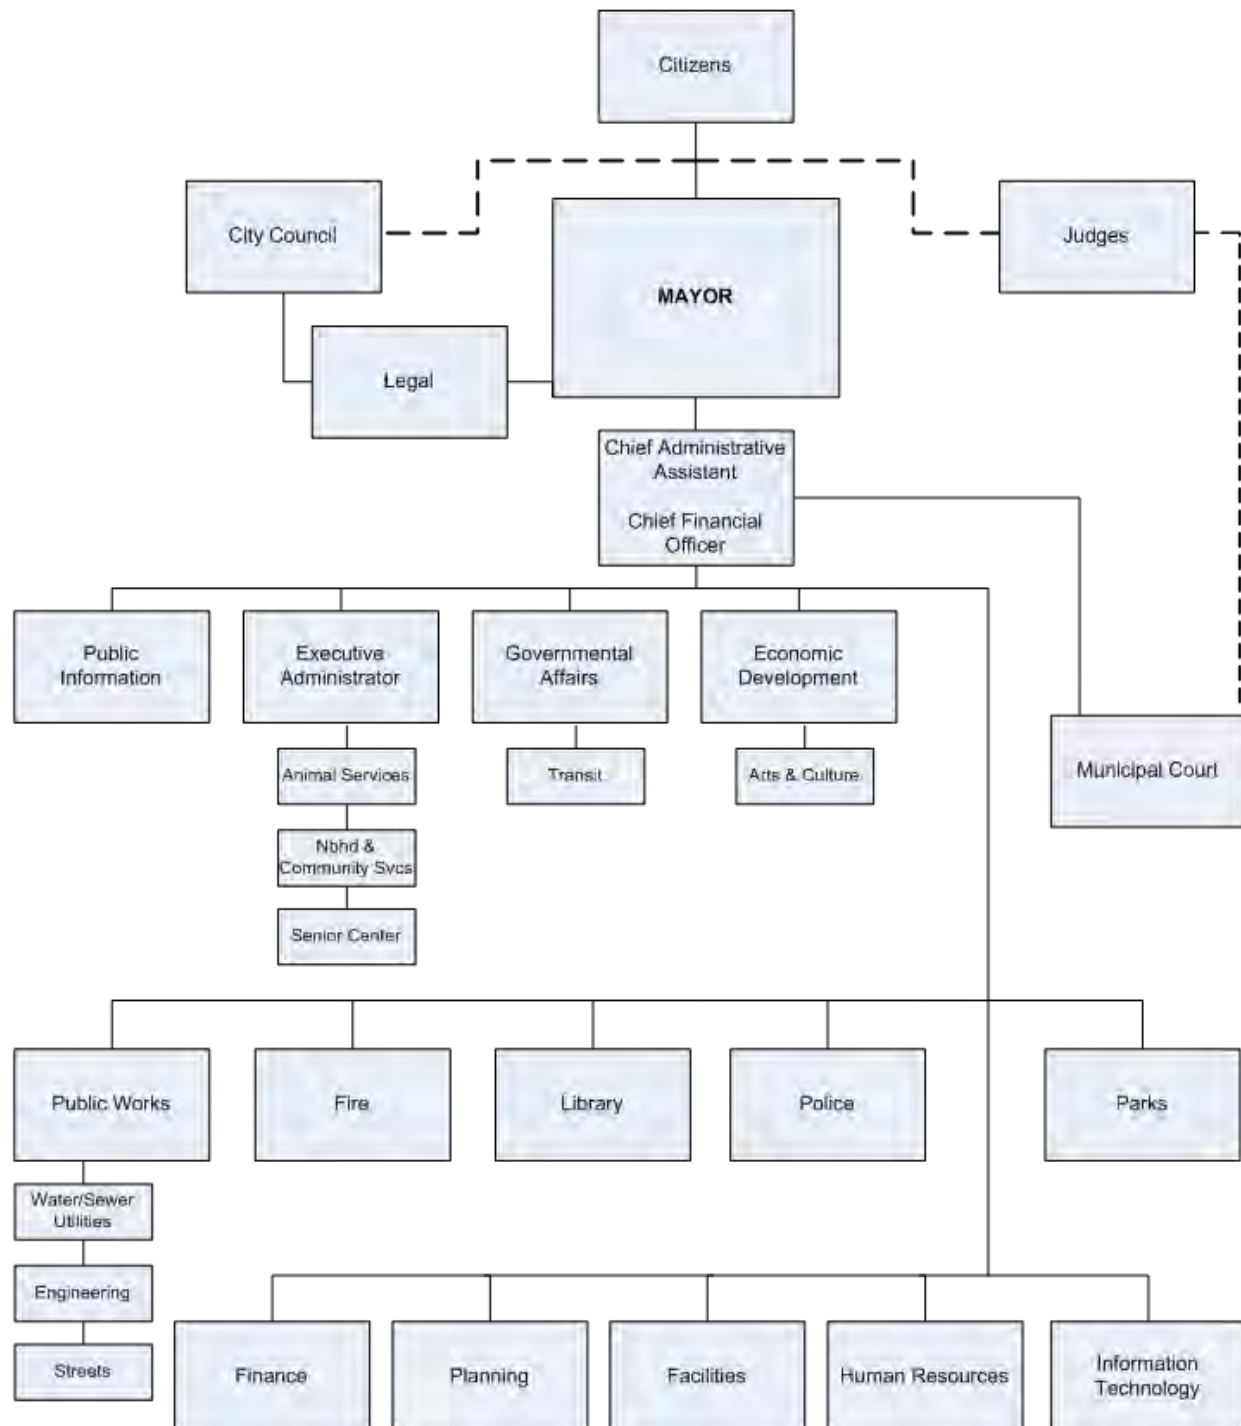 Citizens
City Council
Judges
MAYOR
Legal
Chief Administrative
Assistant
Chief Financial
Officer
Public
Information
Executive
Administrator
Governmental
Affairs
Economic
Development
Municipal Court
Animal Services
Transit
Arts & Culture
Nbhd &
Community Svcs
Senior Center
Public Works
Fire
Library
Police
Parks
Water/Sewer
Utilities
Engineering
Streets
Finance
Planning
Facilities
Human Resources
Information
Technology